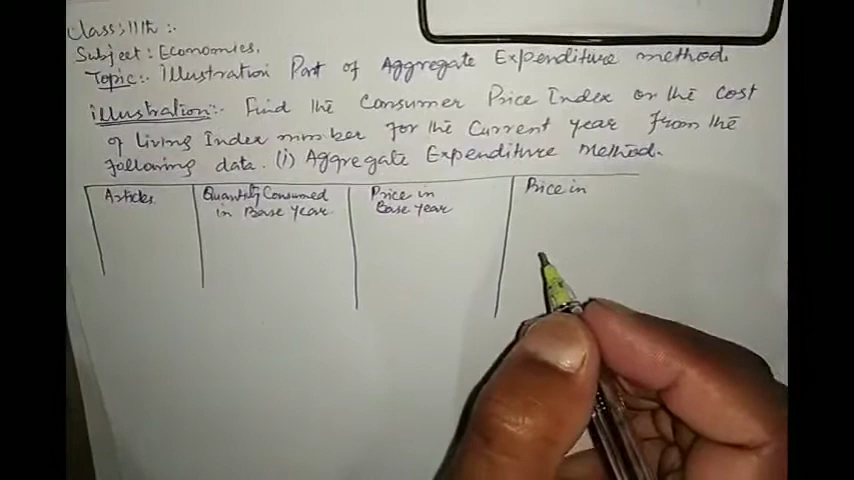 Class: 11th :-
Subject: Economics.
Topic:- Illustration Part of Aggregate Expenditure method.
illustration:- Find the Consumer Price Index or the Cost
of Living Index number for the Current year from the
following data. (i) Aggregate Expenditure Method.
Articles Quantity Consumed Price in Price in
in Base Year Base year